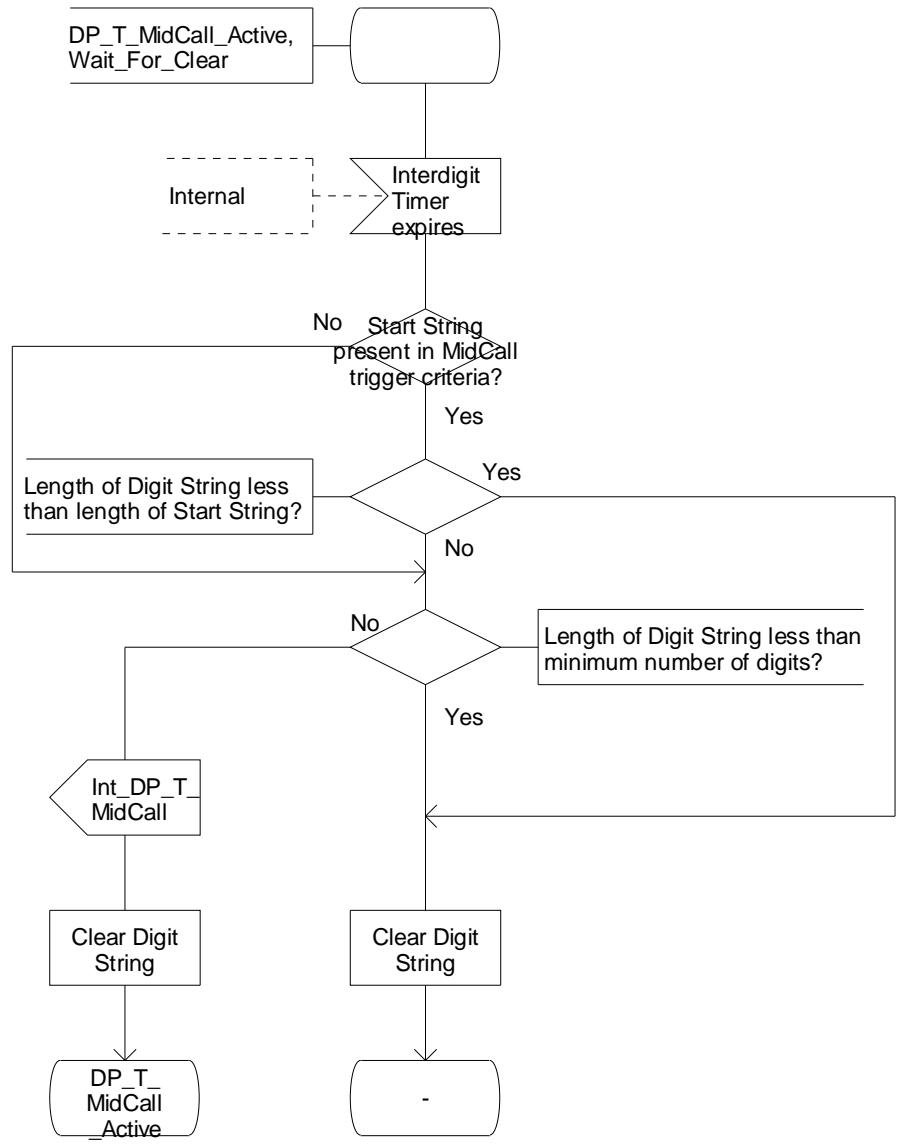 DP_T_MidCall_Active,
Wait_For_Clear
Internal
Interdigit
Timer
expires
No
Start String
present in MidCall
trigger criteria?
Yes
Length of Digit String less
than length of Start String?
Yes
No
No
Length of Digit String less than
minimum number of digits?
Yes
Int_DP_T_
MidCall
Clear Digit
String
Clear Digit
String
DP_T_
MidCall
_Active
-